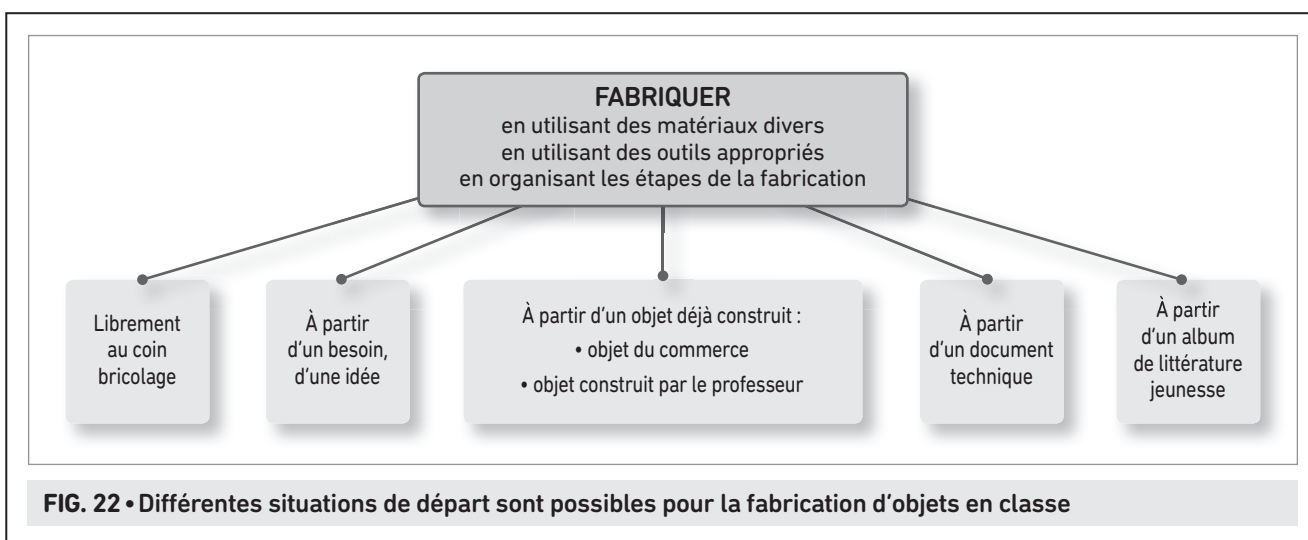 FABRIQUER
en utilisant des matériaux divers
en utilisant des outils appropriés
en organisant les étapes de la fabrication
Librement
au coin
bricolage
À partir
d'un besoin,
d'une idée
À partir d'un objet déjà construit :
• objet du commerce
• objet construit par le professeur
À partir
d'un document
technique
À partir
d'un album
de littérature
jeunesse
FIG. 22 • Différentes situations de départ sont possibles pour la fabrication d'objets en classe